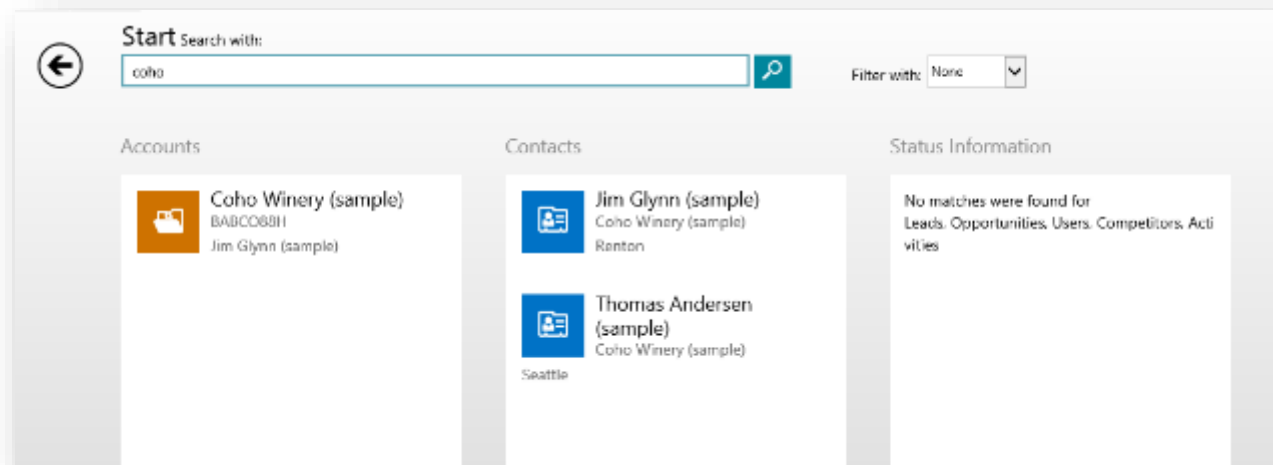 Start Search with:
coho
Filter with: None
Accounts
Contacts
Status Information
Coho Winery (sample)
BABCO88H
Jim Glynn (sample)
Jim Glynn (sample)
Coho Winery (sample)
Renton
Thomas Andersen
(sample)
Coho Winery (sample)
Seattle
No matches were found for
Leads, Opportunities, Users, Competitors, Acti
vities